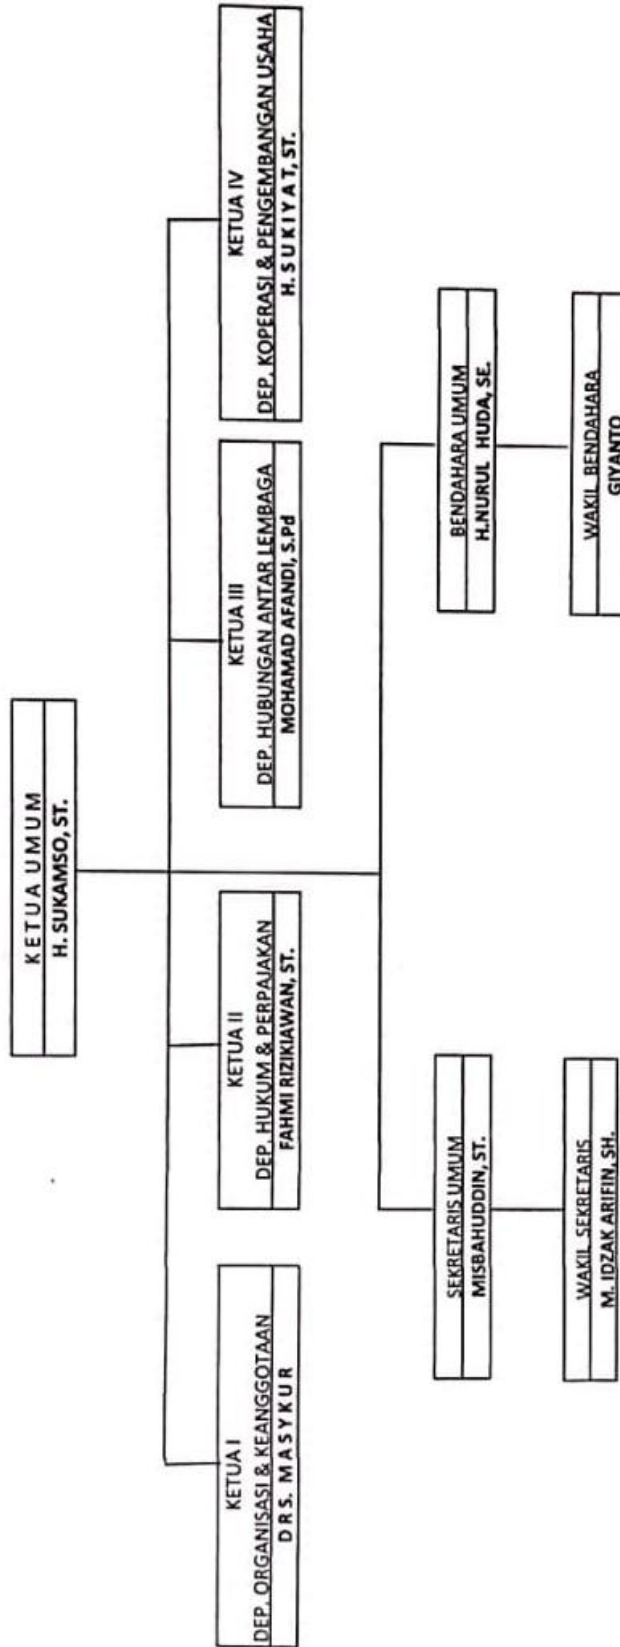 KETUA UMUM
H. SUKAMSO, ST.
KETUA I
DEP. ORGANISASI & KEANGGOTAAN
DRS. MASYKUR
KETUA II
DEP. HUKUM & PERPAJAKAN
FAHMI RIZIKIAWAN, ST.
KETUA III
DEP. HUBUNGAN ANTAR LEMBAGA
MOHAMAD AFANDI, S.Pd
KETUA IV
DEP. KOPERASI & PENGEMBANGAN USAHA
H. SUKIYAT, ST.
SEKRETARIS UMUM
MISBAHUDDIN, ST.
BENDAHARA UMUM
H.NURUL HUDA, SE.
WAKIL SEKRETARIS
M. IDZAK ARIFIN, SH.
WAKIL BENDAHARA
GIYANTO